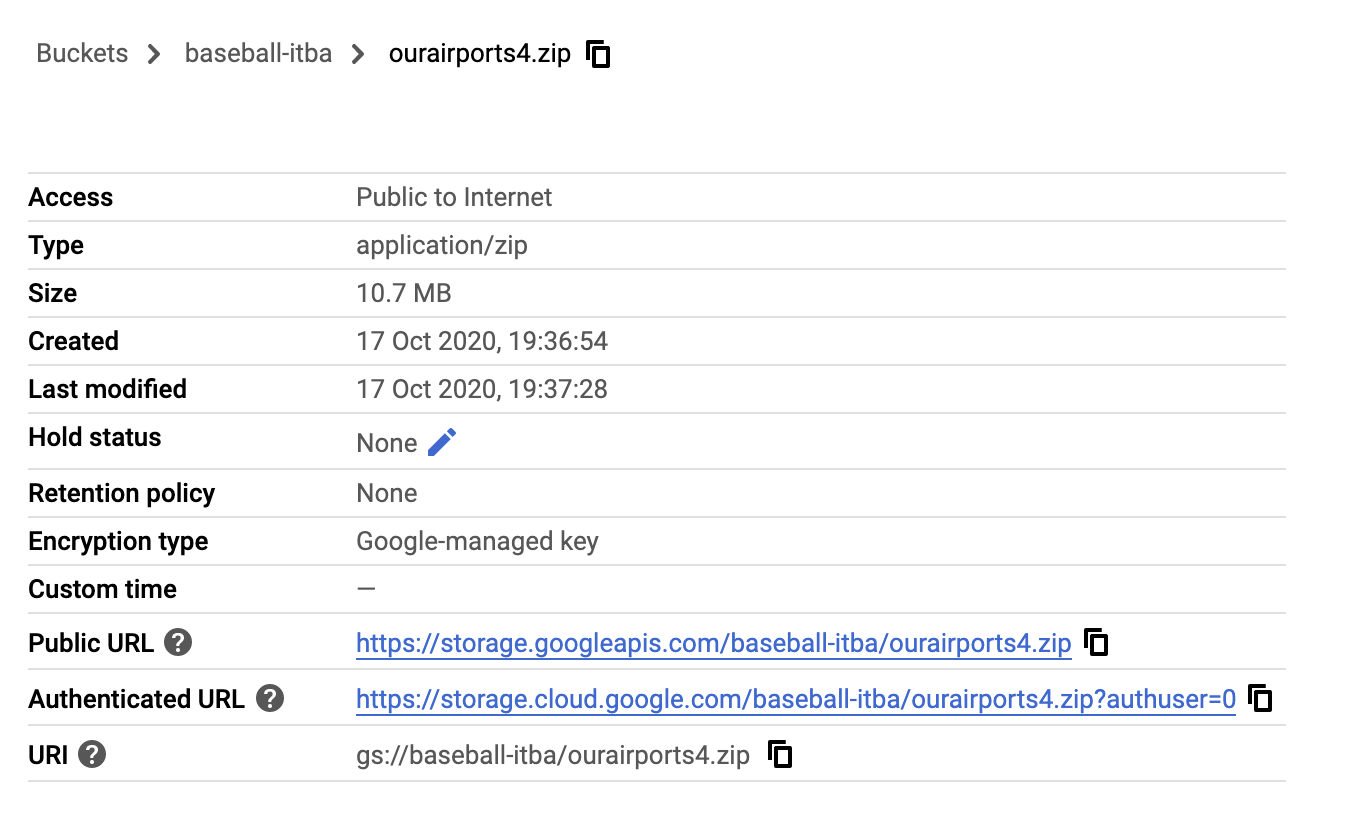 Buckets > baseball-itba > ourairports4.zip
Access Public to Internet
Type application/zip
Size 10.7 MB
Created 17 Oct 2020, 19:36:54
Last modified 17 Oct 2020, 19:37:28
Hold status None
Retention policy None
Encryption type Google-managed key
Custom time —
Public URL ? https://storage.googleapis.com/baseball-itba/ourairports4.zip
Authenticated URL ? https://storage.cloud.google.com/baseball-itba/ourairports4.zip?authuser=0
URI ? gs://baseball-itba/ourairports4.zip